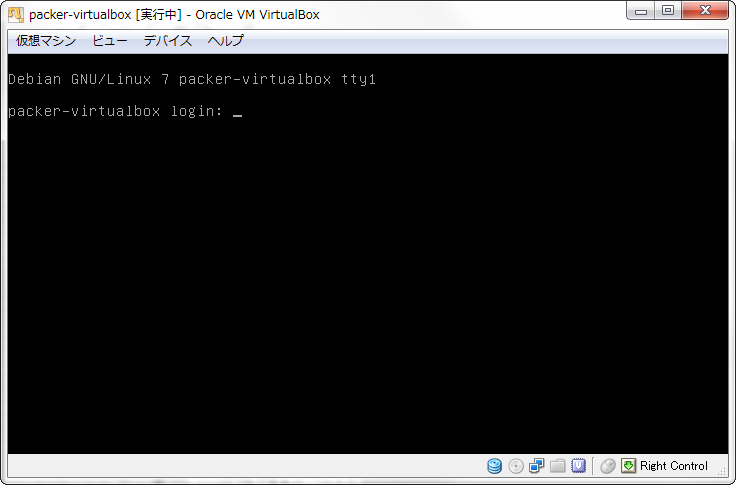 packer-virtualbox [実行中] - Oracle VM VirtualBox
仮想マシン ビュー デバイス ヘルプ
Debian GNU/Linux 7 packer-virtualbox tty1
packer-virtualbox login: _
Right Control